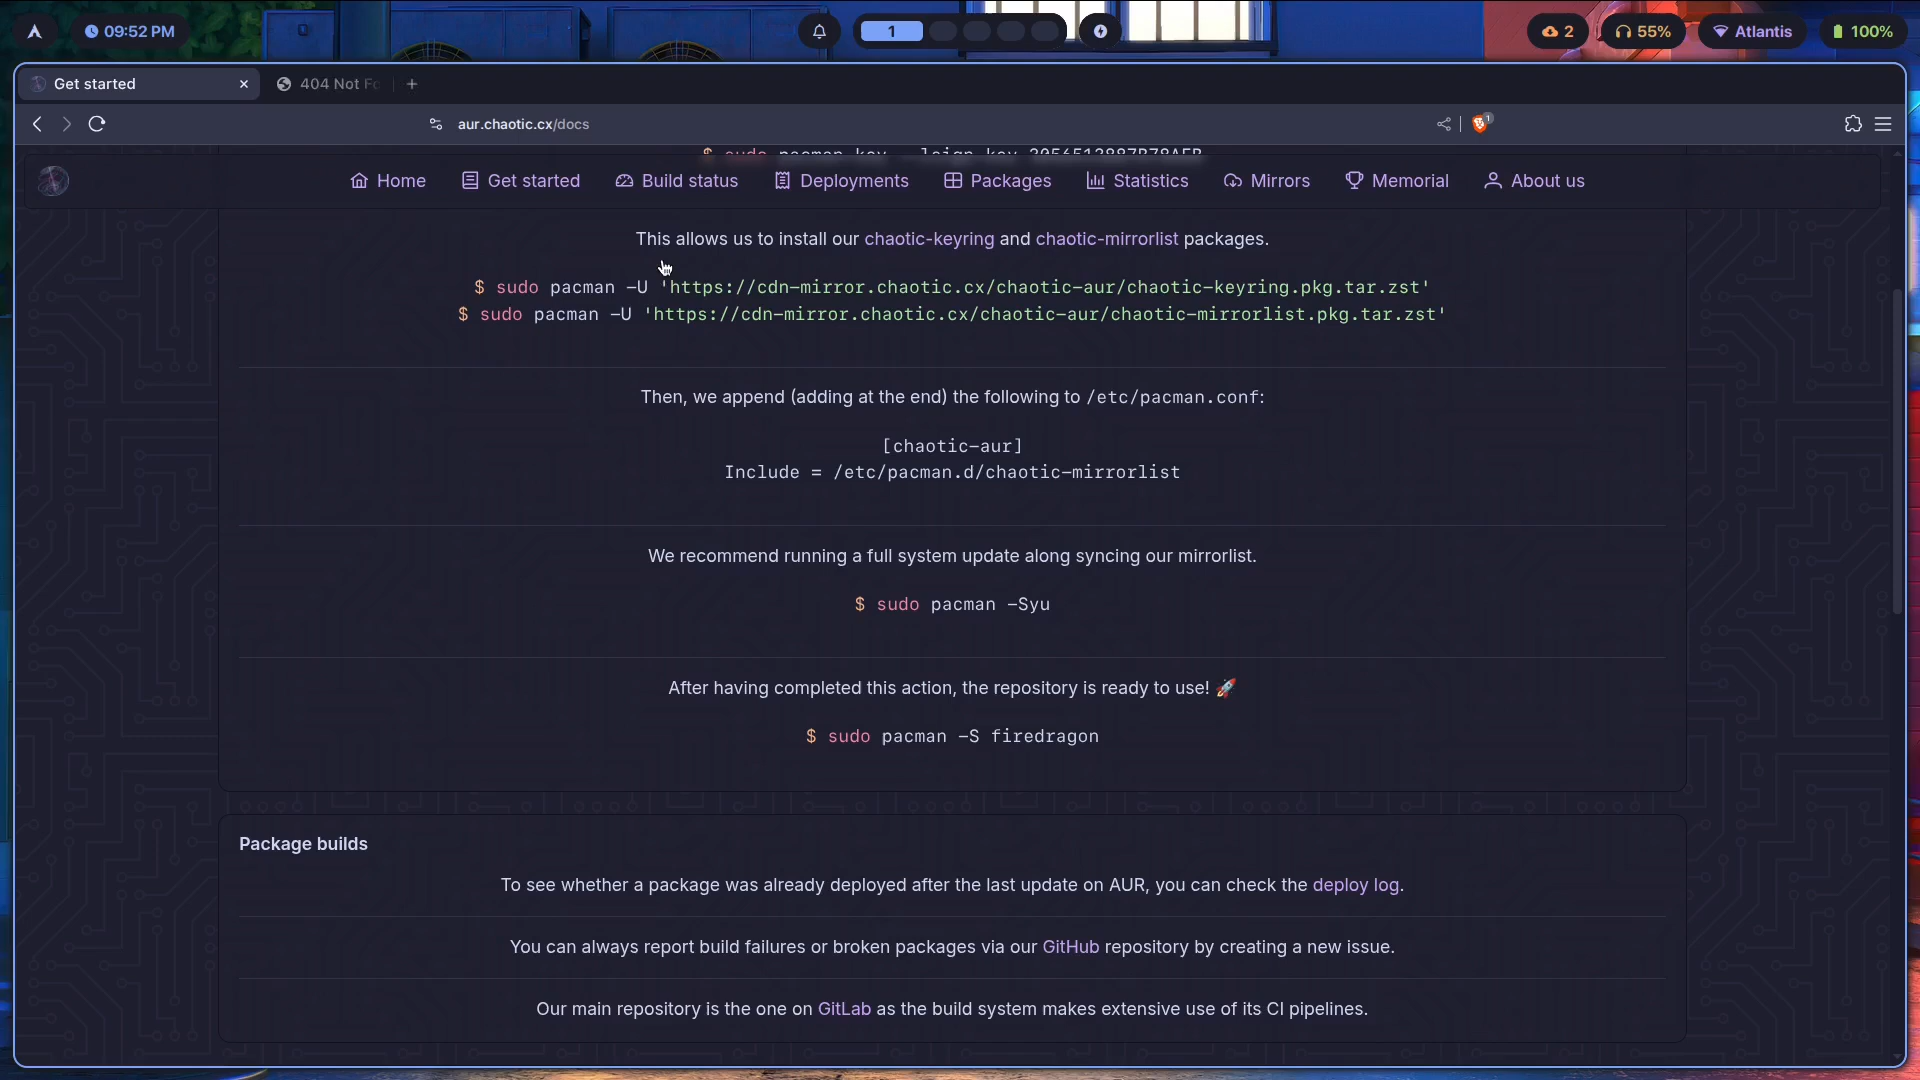 09:52 PM
1
2
55%
Atlantis
100%
Get started
404 Not Fo
aur.chaotic.cx/docs
1
$ sudo pacman-key --lsign-key 3056513887B78AEB
Home
Get started
Build status
Deployments
Packages
Statistics
Mirrors
Memorial
About us
This allows us to install our chaotic-keyring and chaotic-mirrorlist packages.
$ sudo pacman -U 'https://cdn-mirror.chaotic.cx/chaotic-aur/chaotic-keyring.pkg.tar.zst'
$ sudo pacman -U 'https://cdn-mirror.chaotic.cx/chaotic-aur/chaotic-mirrorlist.pkg.tar.zst'
Then, we append (adding at the end) the following to /etc/pacman.conf:
[chaotic-aur]
Include = /etc/pacman.d/chaotic-mirrorlist
We recommend running a full system update along syncing our mirrorlist.
$ sudo pacman -Syu
After having completed this action, the repository is ready to use! 🚀
$ sudo pacman -S firedragon
Package builds
To see whether a package was already deployed after the last update on AUR, you can check the deploy log.
You can always report build failures or broken packages via our GitHub repository by creating a new issue.
Our main repository is the one on GitLab as the build system makes extensive use of its CI pipelines.